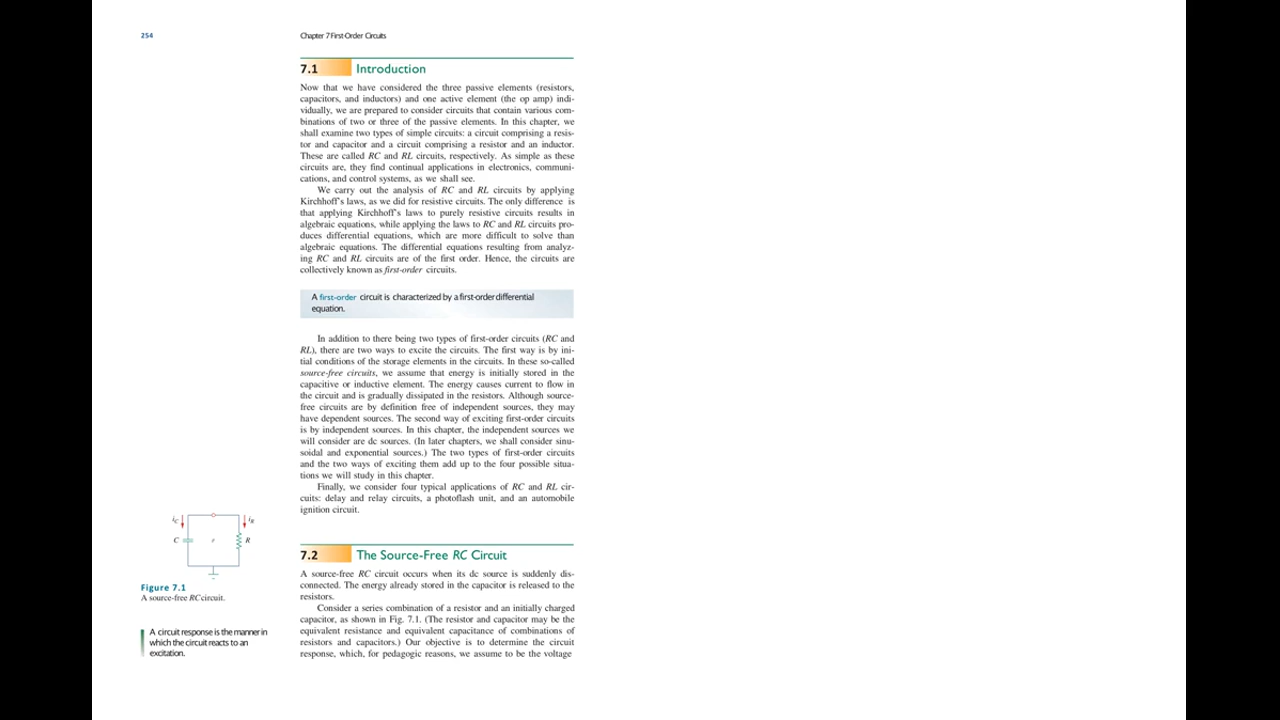 254
Chapter 7 First-Order Circuits
7.1 Introduction
Now that we have considered the three passive elements (resistors,
capacitors, and inductors) and one active element (the op amp) indi-
vidually, we are prepared to consider circuits that contain various com-
binations of two or three of the passive elements. In this chapter, we
shall examine two types of simple circuits: a circuit comprising a resis-
tor and capacitor and a circuit comprising a resistor and an inductor.
These are called RC and RL circuits, respectively. As simple as these
circuits are, they find continual applications in electronics, communi-
cations, and control systems, as we shall see.
We carry out the analysis of RC and RL circuits by applying
Kirchhoff's laws, as we did for resistive circuits. The only difference is
that applying Kirchhoff's laws to purely resistive circuits results in
algebraic equations, while applying the laws to RC and RL circuits pro-
duces differential equations, which are more difficult to solve than
algebraic equations. The differential equations resulting from analyz-
ing RC and RL circuits are of the first order. Hence, the circuits are
collectively known as first-order circuits.
A first-order circuit is characterized by a first-order differential
equation.
In addition to there being two types of first-order circuits (RC and
RL), there are two ways to excite the circuits. The first way is by ini-
tial conditions of the storage elements in the circuits. In these so-called
source-free circuits, we assume that energy is initially stored in the
capacitive or inductive element. The energy causes current to flow in
the circuit and is gradually dissipated in the resistors. Although source-
free circuits are by definition free of independent sources, they may
have dependent sources. The second way of exciting first-order circuits
is by independent sources. In this chapter, the independent sources we
will consider are dc sources. (In later chapters, we shall consider sinu-
soidal and exponential sources.) The two types of first-order circuits
and the two ways of exciting them add up to the four possible situa-
tions we will study in this chapter.
Finally, we consider four typical applications of RC and RL cir-
cuits: delay and relay circuits, a photoflash unit, and an automobile
ignition circuit.
iC iR
C R
Figure 7.1
A source-free RC circuit.
A circuit response is the manner in
which the circuit reacts to an
excitation.
7.2 The Source-Free RC Circuit
A source-free RC circuit occurs when its dc source is suddenly dis-
connected. The energy already stored in the capacitor is released to the
resistors.
Consider a series combination of a resistor and an initially charged
capacitor, as shown in Fig. 7.1. (The resistor and capacitor may be the
equivalent resistance and equivalent capacitance of combinations of
resistors and capacitors.) Our objective is to determine the circuit
response, which, for pedagogic reasons, we assume to be the voltage